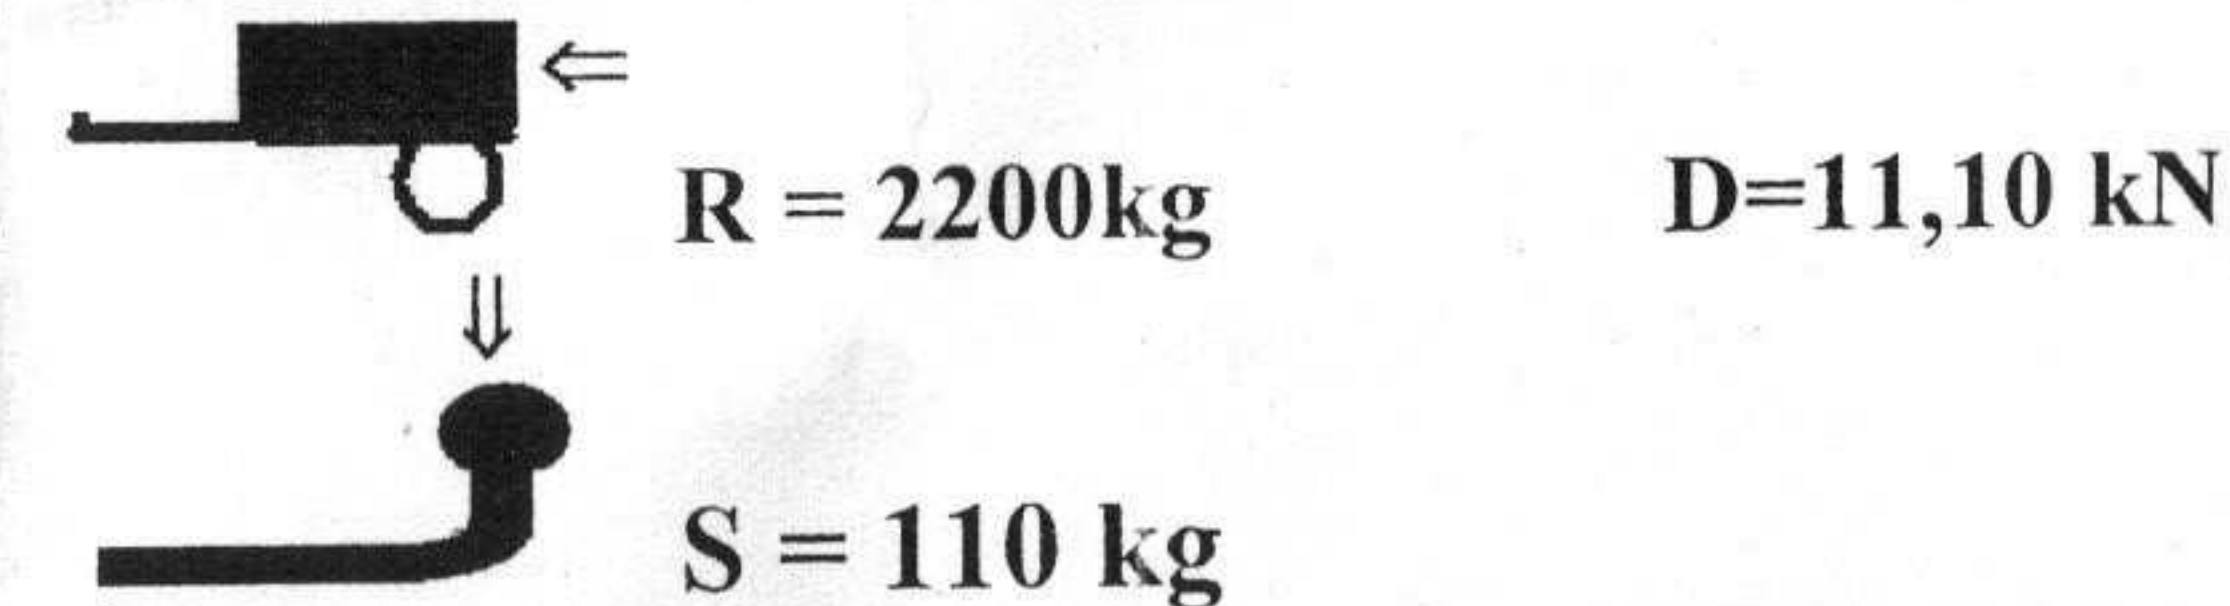 R = 2200kg
D=11,10 kN
S = 110 kg